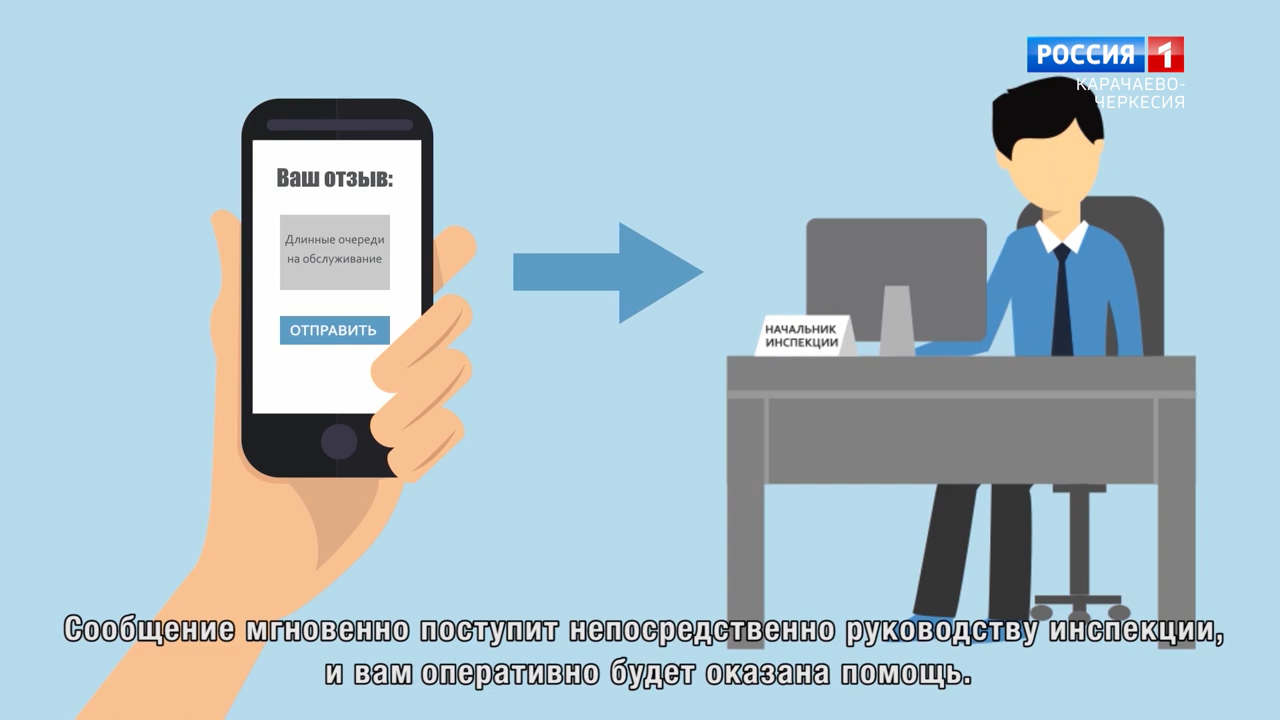 РОССИЯ 1
КАРАЧАЕВО-
ЧЕРКЕСИЯ
Ваш отзыв:
Длинные очереди
на обслуживание
ОТПРАВИТЬ
НАЧАЛЬНИК
ИНСПЕКЦИИ
Сообщение мгновенно поступит непосредственно руководству инспекции,
и вам оперативно будет оказана помощь.